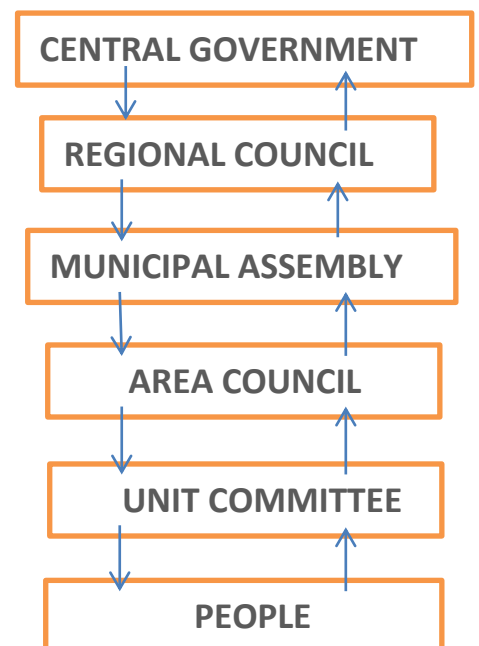 CENTRAL GOVERNMENT
REGIONAL COUNCIL
MUNICIPAL ASSEMBLY
AREA COUNCIL
UNIT COMMITTEE
PEOPLE